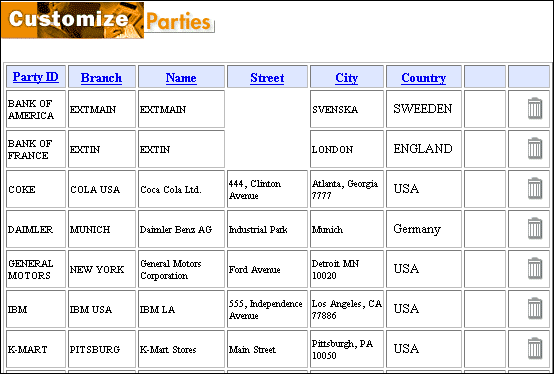 Customize Parties
Party ID Branch Name Street City Country
BANK OF AMERICA EXTMAIN EXTMAIN SVENSKA SWEEDEN
BANK OF FRANCE EXTIN EXTIN LONDON ENGLAND
COKE COLA USA Coca Cola Ltd. 444, Clinton Avenue Atlanta, Georgia 7777 USA
DAIMLER MUNICH Daimler Benz AG Industrial Park Munich Germany
GENERAL MOTORS NEW YORK General Motors Corporation Ford Avenue Detroit MN 10020 USA
IBM IBM USA IBM LA 555, Independence Avenue Los Angeles, CA 77886 USA
K-MART PITSBURG K-Mart Stores Main Street Pittsburgh, PA 10050 USA